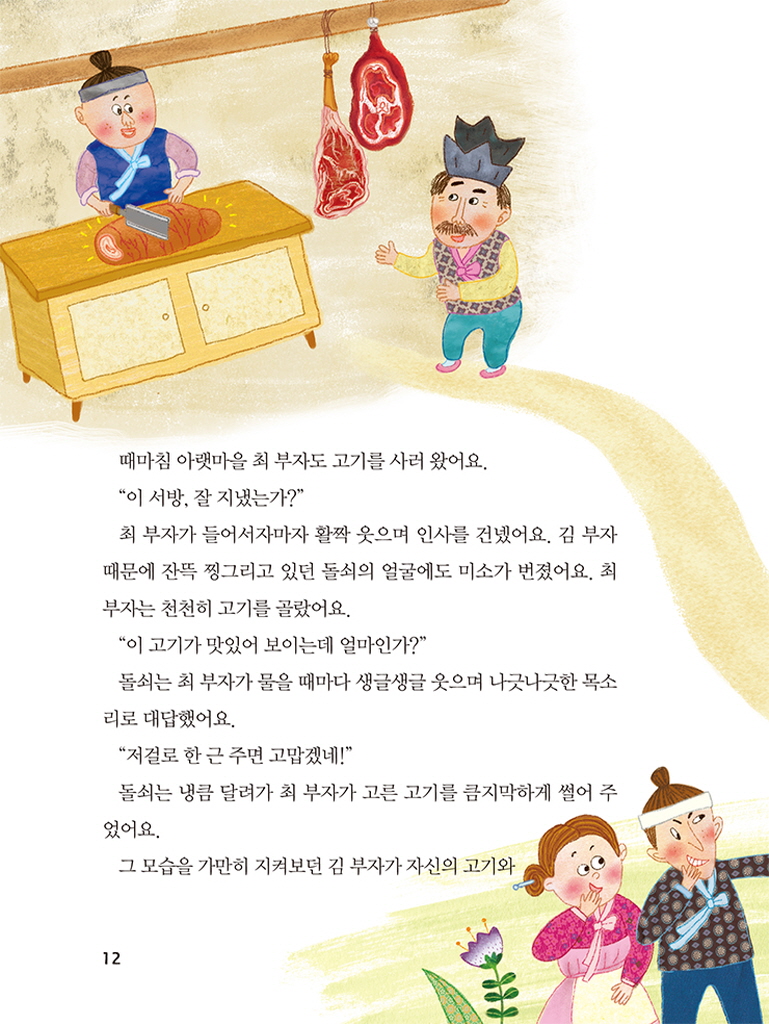 때마침 아랫마을 최 부자도 고기를 사러 왔어요.
“이 서방, 잘 지냈는가?”
최 부자가 들어서자마자 활짝 웃으며 인사를 건넸어요. 김 부자
때문에 잔뜩 찡그리고 있던 돌쇠의 얼굴에도 미소가 번졌어요. 최
부자는 천천히 고기를 골랐어요.
“이 고기가 맛있어 보이는데 얼마인가?”
돌쇠는 최 부자가 물을 때마다 생글생글 웃으며 나긋나긋한 목소
리로 대답했어요.
“저걸로 한 근 주면 고맙겠네!”
돌쇠는 냉큼 달려가 최 부자가 고른 고기를 큼지막하게 썰어 주
었어요.
그 모습을 가만히 지켜보던 김 부자가 자신의 고기와
12